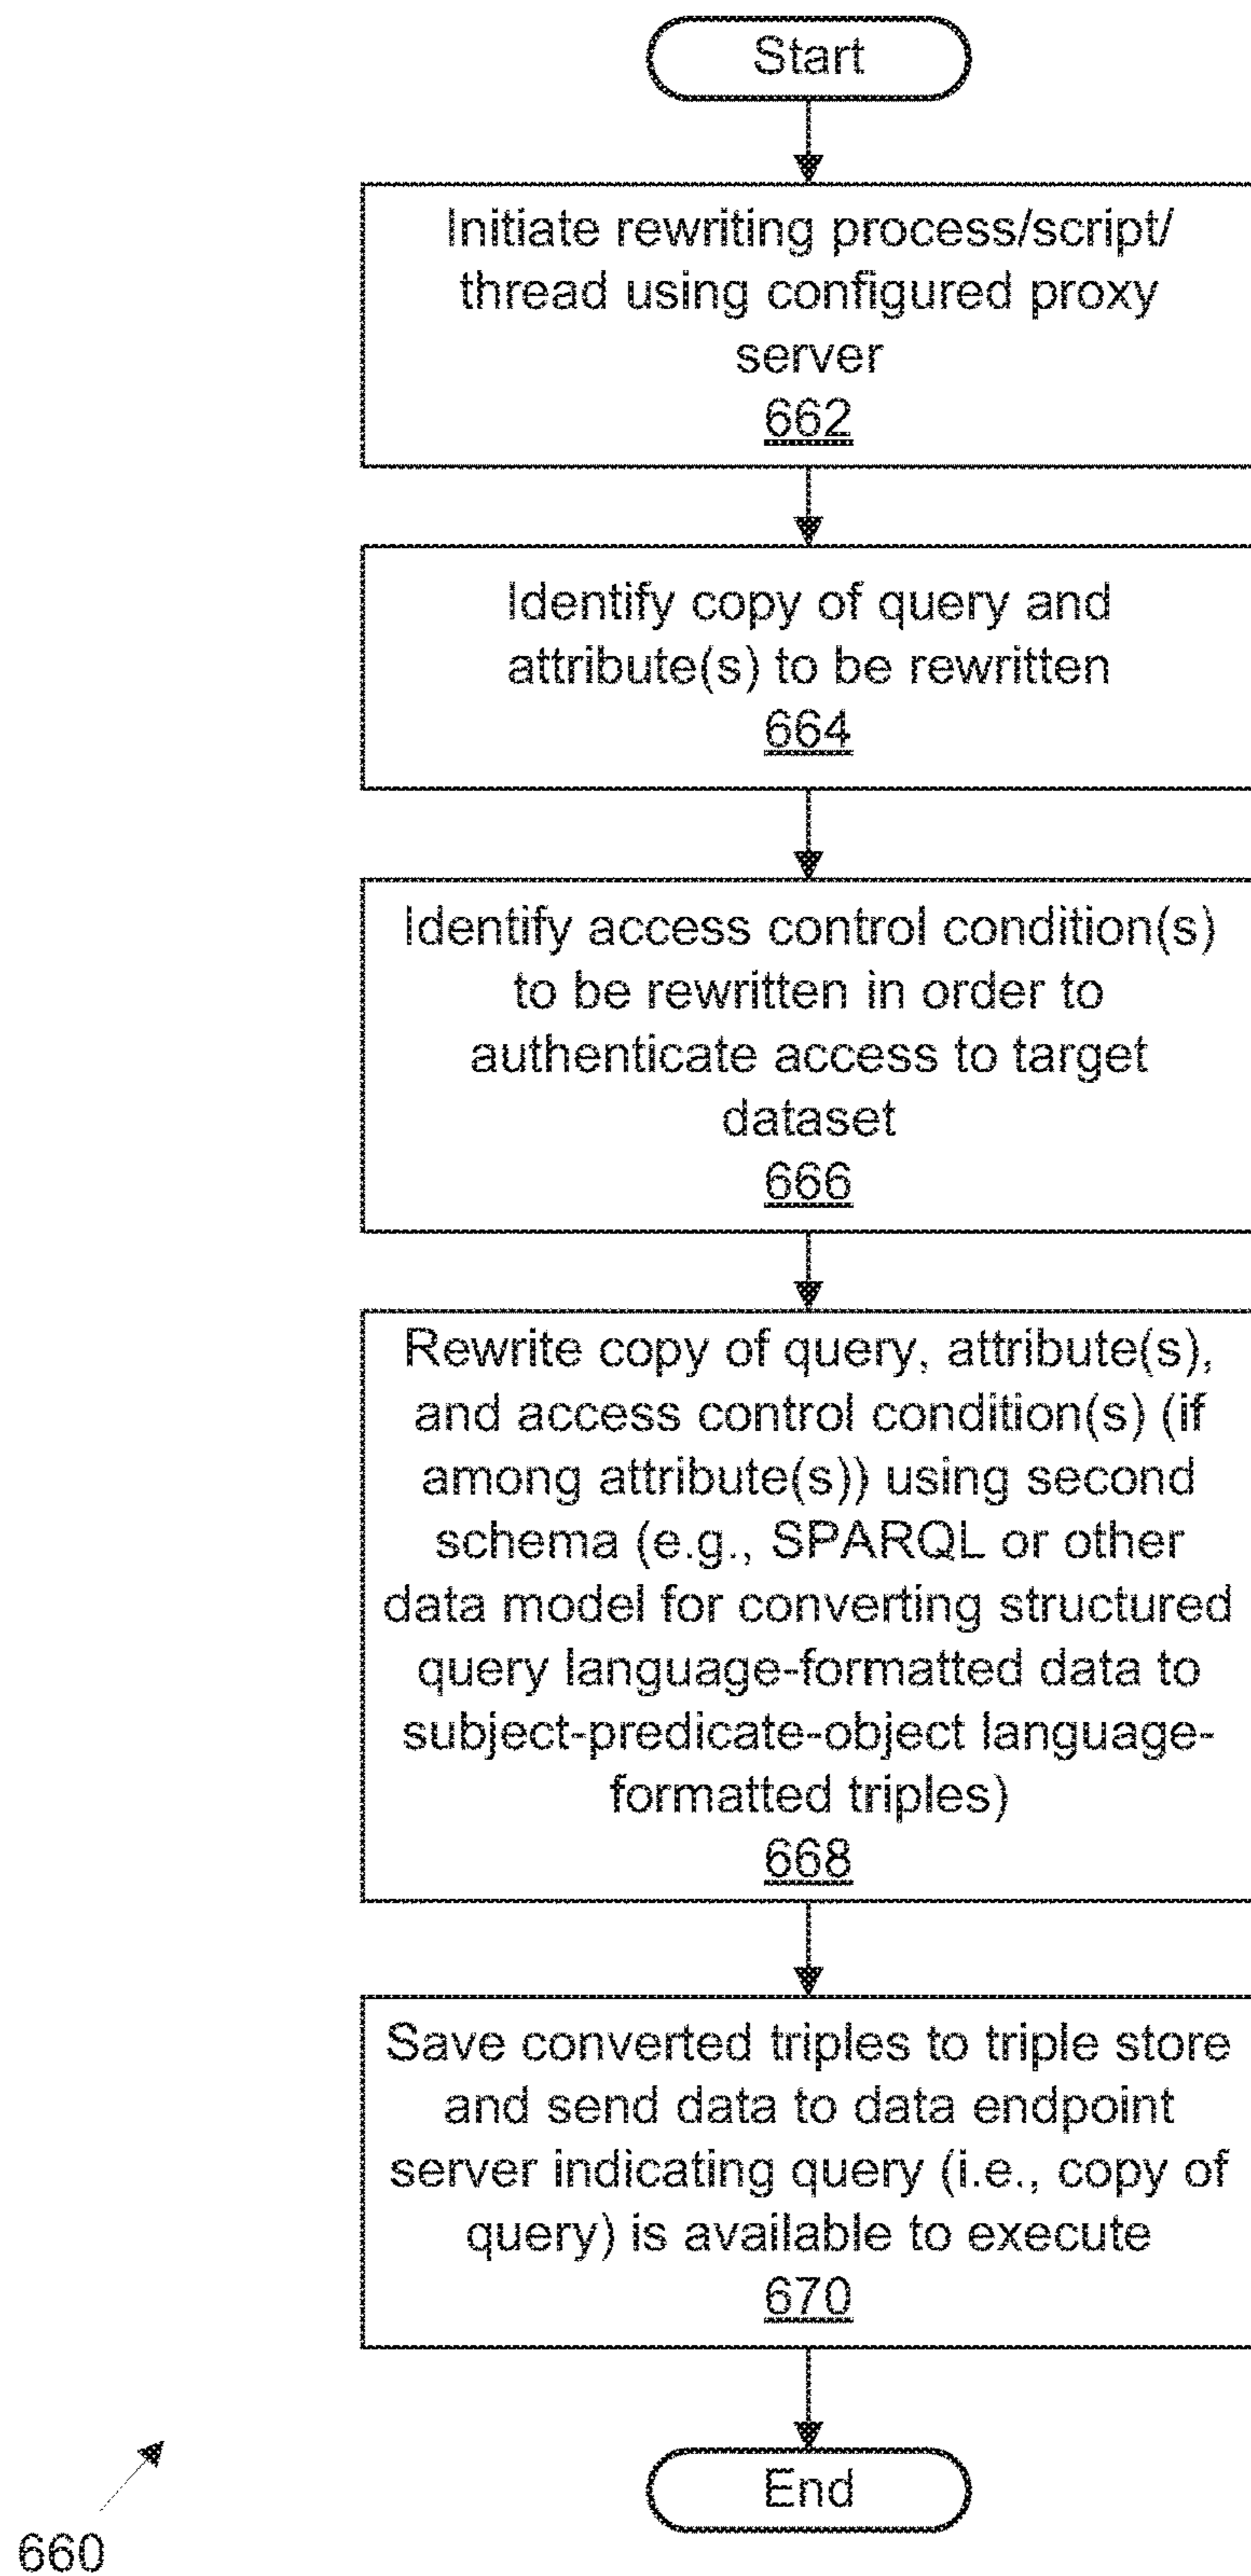 Start
Initiate rewriting process/script/
thread using configured proxy
server
662
Identify copy of query and
attribute(s) to be rewritten
664
Identify access control condition(s)
to be rewritten in order to
authenticate access to target
dataset
666
Rewrite copy of query, attribute(s),
and access control condition(s) (if
among attribute(s)) using second
schema (e.g., SPARQL or other
data model for converting structured
query language-formatted data to
subject-predicate-object language-
formatted triples)
668
Save converted triples to triple store
and send data to data endpoint
server indicating query (i.e., copy of
query) is available to execute
670
End
660